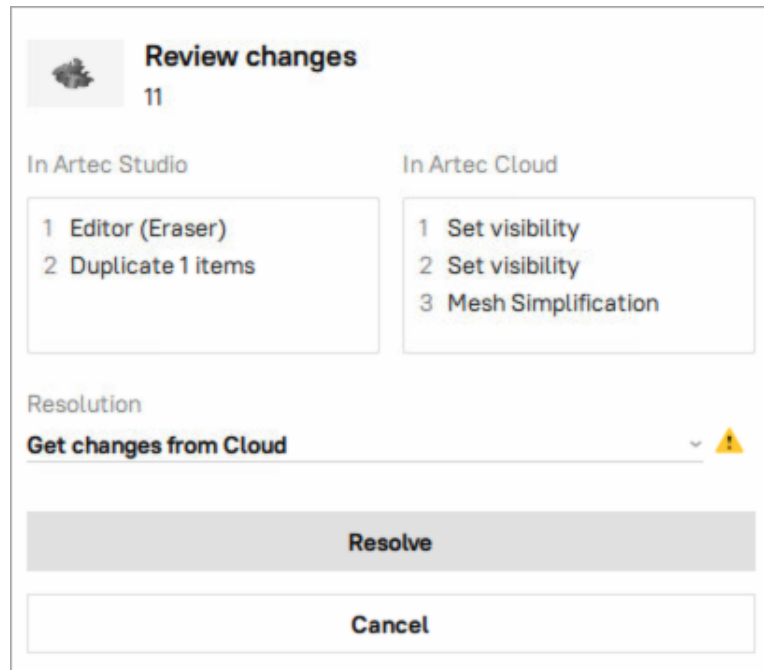 Review changes
11
In Artec Studio
1 Editor (Eraser)
2 Duplicate 1 items
In Artec Cloud
1 Set visibility
2 Set visibility
3 Mesh Simplification
Resolution
Get changes from Cloud
Resolve
Cancel